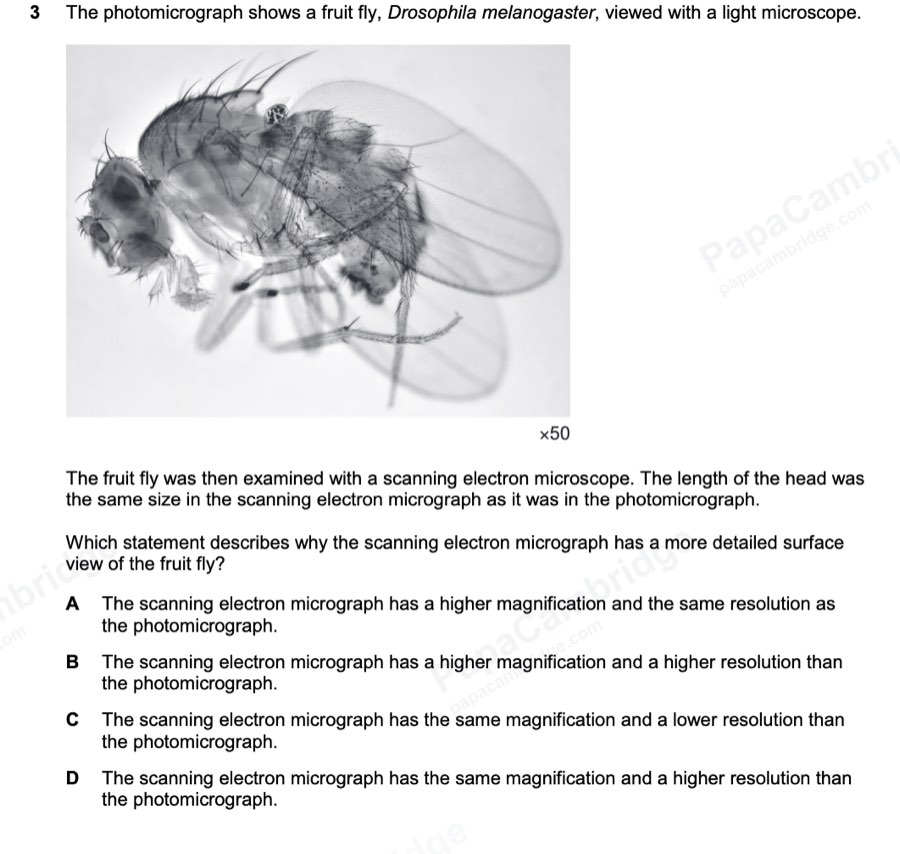 3 The photomicrograph shows a fruit fly, Drosophila melanogaster, viewed with a light microscope.
PapaCambri
papacambridge.com
×50
The fruit fly was then examined with a scanning electron microscope. The length of the head was
the same size in the scanning electron micrograph as it was in the photomicrograph.
Which statement describes why the scanning electron micrograph has a more detailed surface
view of the fruit fly?
A The scanning electron micrograph has a higher magnification and the same resolution as
the photomicrograph.
B The scanning electron micrograph has a higher magnification and a higher resolution than
the photomicrograph.
C The scanning electron micrograph has the same magnification and a lower resolution than
the photomicrograph.
D The scanning electron micrograph has the same magnification and a higher resolution than
the photomicrograph.
mbridge
.com
PapaCambridge
papacambridge.com
dge